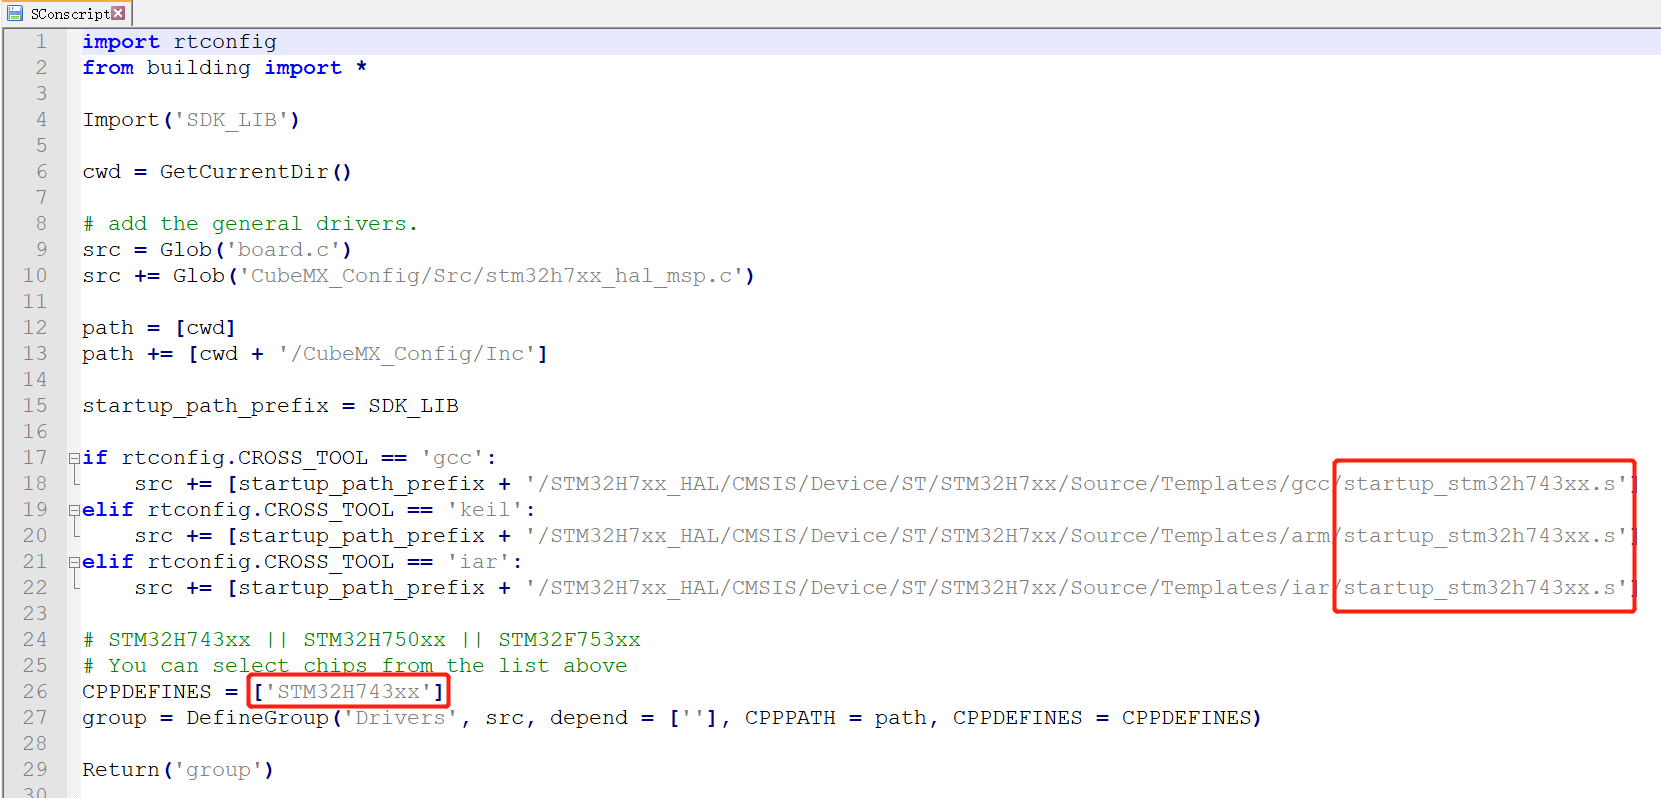 SConscript
1 import rtconfig
2 from building import *
3
4 Import('SDK_LIB')
5
6 cwd = GetCurrentDir()
7
8 # add the general drivers.
9 src = Glob('board.c')
10 src += Glob('CubeMX_Config/Src/stm32h7xx_hal_msp.c')
11
12 path = [cwd]
13 path += [cwd + '/CubeMX_Config/Inc']
14
15 startup_path_prefix = SDK_LIB
16
17 if rtconfig.CROSS_TOOL == 'gcc':
18     src += [startup_path_prefix + '/STM32H7xx_HAL/CMSIS/Device/ST/STM32H7xx/Source/Templates/gcc/startup_stm32h743xx.s']
19 elif rtconfig.CROSS_TOOL == 'keil':
20     src += [startup_path_prefix + '/STM32H7xx_HAL/CMSIS/Device/ST/STM32H7xx/Source/Templates/arm/startup_stm32h743xx.s']
21 elif rtconfig.CROSS_TOOL == 'iar':
22     src += [startup_path_prefix + '/STM32H7xx_HAL/CMSIS/Device/ST/STM32H7xx/Source/Templates/iar/startup_stm32h743xx.s']
23
24 # STM32H743xx || STM32H750xx || STM32F753xx
25 # You can select chips from the list above
26 CPPDEFINES = ['STM32H743xx']
27 group = DefineGroup('Drivers', src, depend = [''], CPPPATH = path, CPPDEFINES = CPPDEFINES)
28
29 Return('group')
30